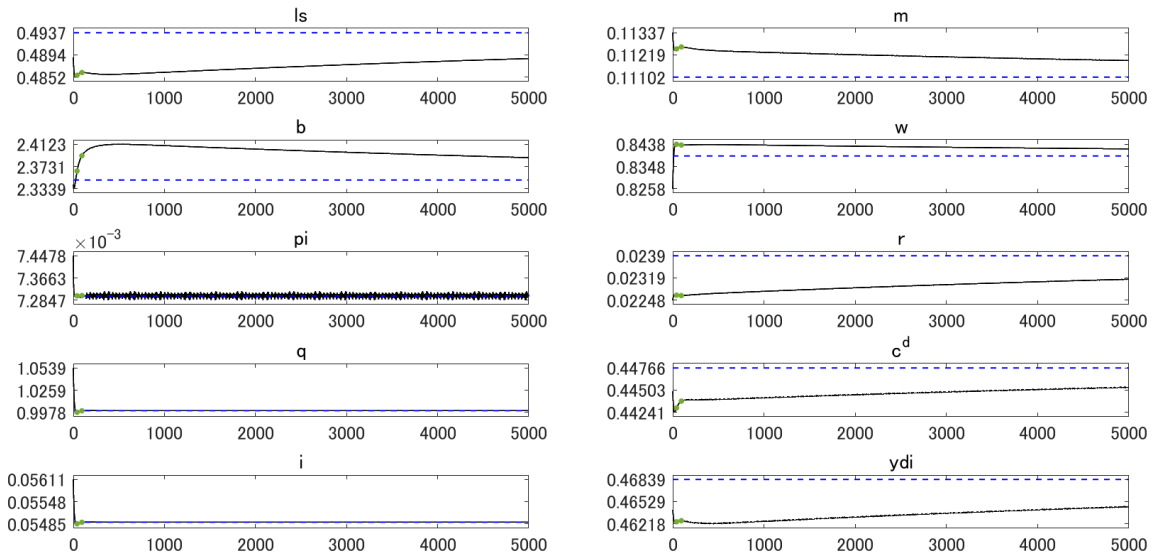 ls
0.4937
0.4894
0.4852
0 1000 2000 3000 4000 5000
m
0.11337
0.11219
0.11102
0 1000 2000 3000 4000 5000
b
2.4123
2.3731
2.3339
0 1000 2000 3000 4000 5000
w
0.8438
0.8348
0.8258
0 1000 2000 3000 4000 5000
pi
×10⁻³
7.4478
7.3663
7.2847
0 1000 2000 3000 4000 5000
r
0.0239
0.02319
0.02248
0 1000 2000 3000 4000 5000
q
1.0539
1.0259
0.9978
0 1000 2000 3000 4000 5000
c^d
0.44766
0.44503
0.44241
0 1000 2000 3000 4000 5000
i
0.05611
0.05548
0.05485
0 1000 2000 3000 4000 5000
ydi
0.46839
0.46529
0.46218
0 1000 2000 3000 4000 5000